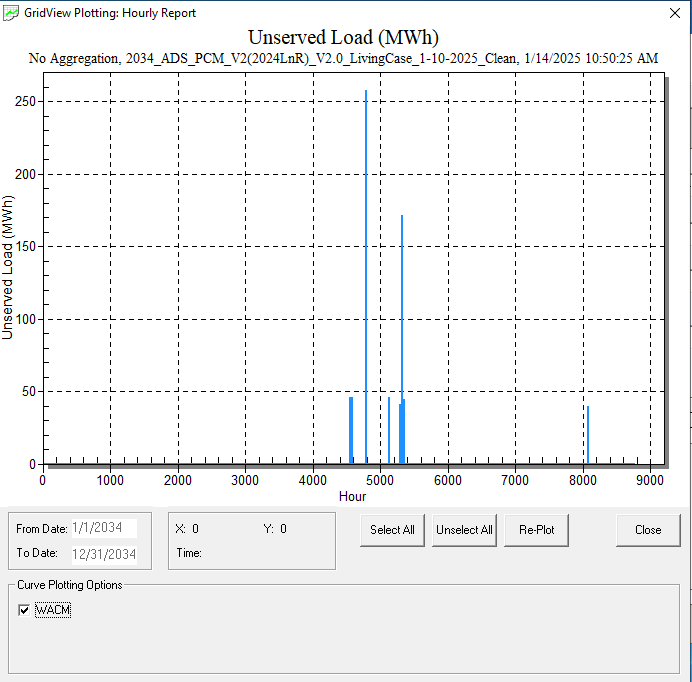 GridView Plotting: Hourly Report
Unserved Load (MWh)
No Aggregation, 2034_ADS_PCM_V2(2024LnR)_V2.0_LivingCase_1-10-2025_Clean, 1/14/2025 10:50:25 AM
Unserved Load (MWh)
250
200
150
100
50
0
0 1000 2000 3000 4000 5000 6000 7000 8000 9000
Hour
From Date: 1/1/2034
To Date: 12/31/2034
X: 0 Y: 0
Time:
Select All Unselect All Re-Plot Close
Curve Plotting Options
WACM